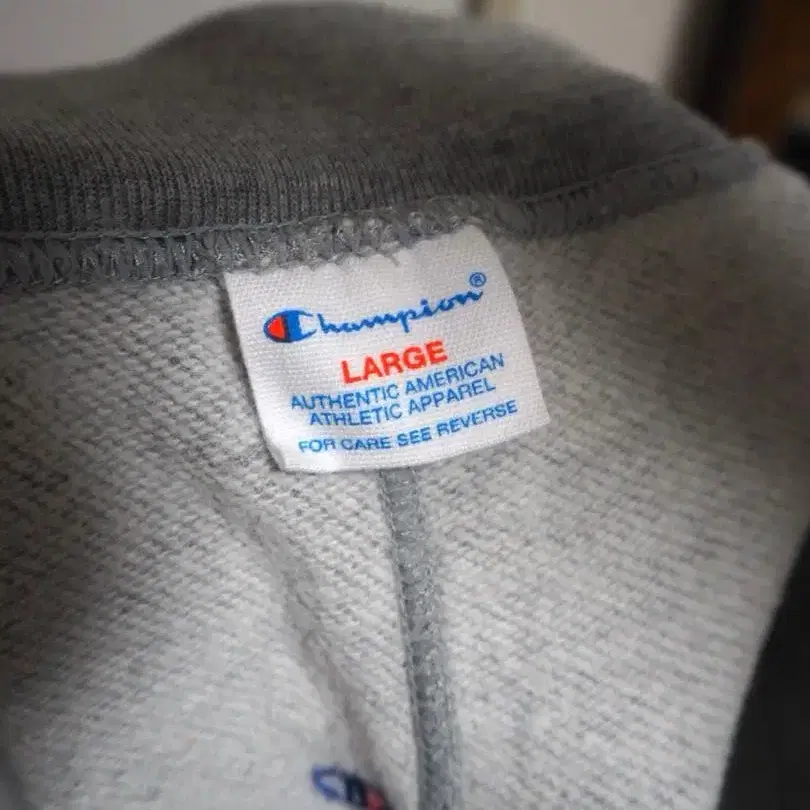 Champion®
LARGE
AUTHENTIC AMERICAN
ATHLETIC APPAREL
FOR CARE SEE REVERSE